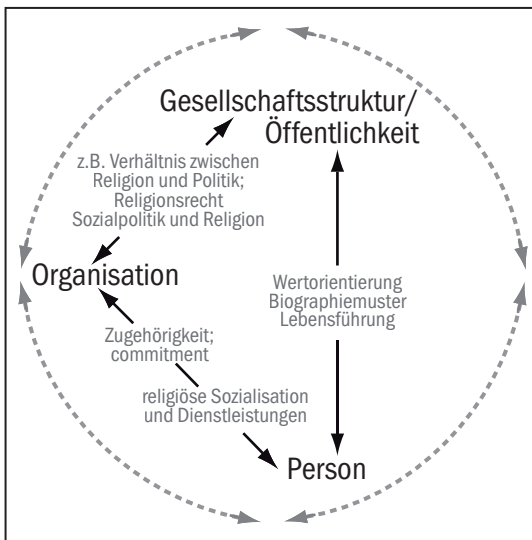 Gesellschaftsstruktur/
Öffentlichkeit
z.B. Verhältnis zwischen
Religion und Politik;
Religionsrecht
Sozialpolitik und Religion
Organisation
Wertorientierung
Biographiemuster
Lebensführung
Zugehörigkeit;
commitment
religiöse Sozialisation
und Dienstleistungen
Person